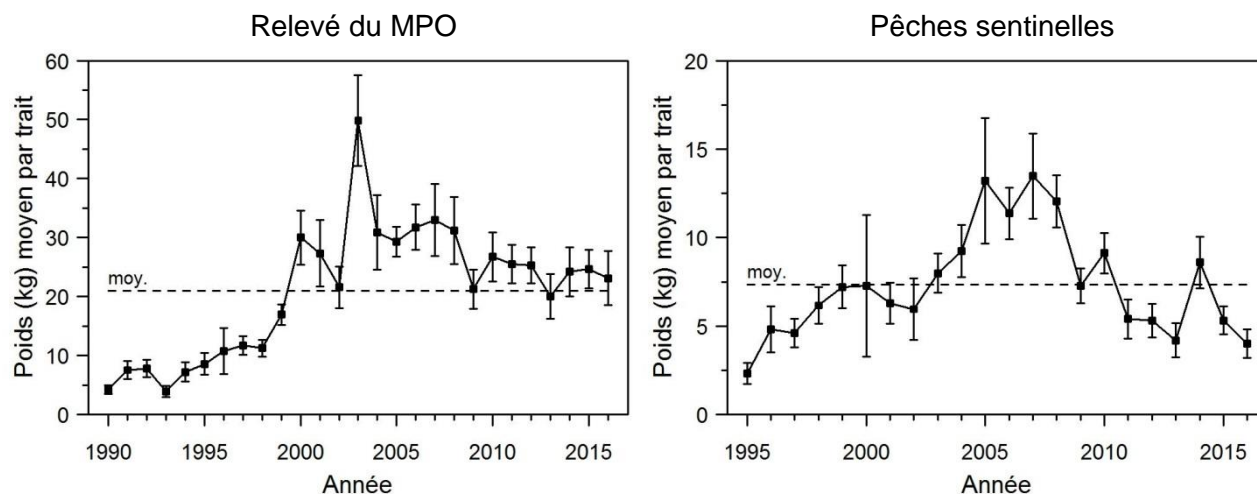 Relevé du MPO
Poids (kg) moyen par trait
60
50
40
30
20
10
0
moy.
1990 1995 2000 2005 2010 2015
Année
Pêches sentinelles
Poids (kg) moyen par trait
20
15
10
5
0
moy.
1995 2000 2005 2010 2015
Année